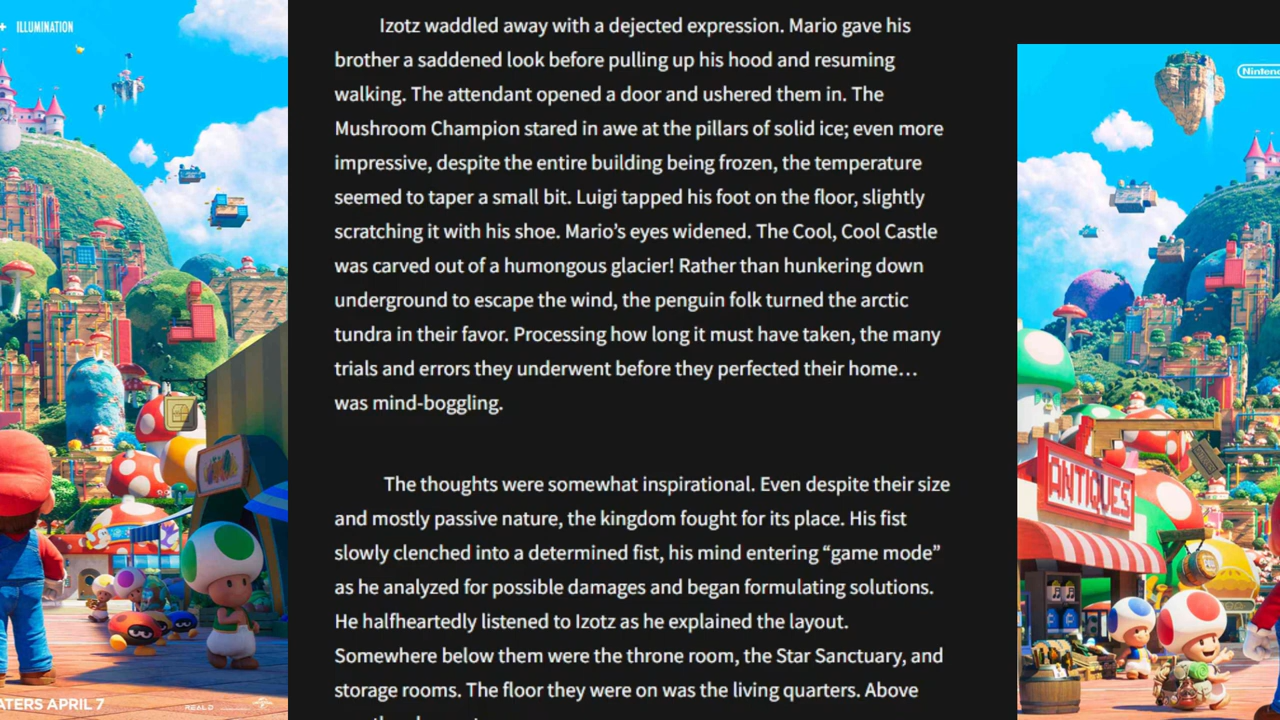 + ILLUMINATION
Izotz waddled away with a dejected expression. Mario gave his
brother a saddened look before pulling up his hood and resuming
walking. The attendant opened a door and ushered them in. The
Mushroom Champion stared in awe at the pillars of solid ice; even more
impressive, despite the entire building being frozen, the temperature
seemed to taper a small bit. Luigi tapped his foot on the floor, slightly
scratching it with his shoe. Mario’s eyes widened. The Cool, Cool Castle
was carved out of a humongous glacier! Rather than hunkering down
underground to escape the wind, the penguin folk turned the arctic
tundra in their favor. Processing how long it must have taken, the many
trials and errors they underwent before they perfected their home…
was mind-boggling.
The thoughts were somewhat inspirational. Even despite their size
and mostly passive nature, the kingdom fought for its place. His fist
slowly clenched into a determined fist, his mind entering “game mode”
as he analyzed for possible damages and began formulating solutions.
He halfheartedly listened to Izotz as he explained the layout.
Somewhere below them were the throne room, the Star Sanctuary, and
storage rooms. The floor they were on was the living quarters. Above
ATERS APRIL 7
REALD
Ninten
ANTIQUES